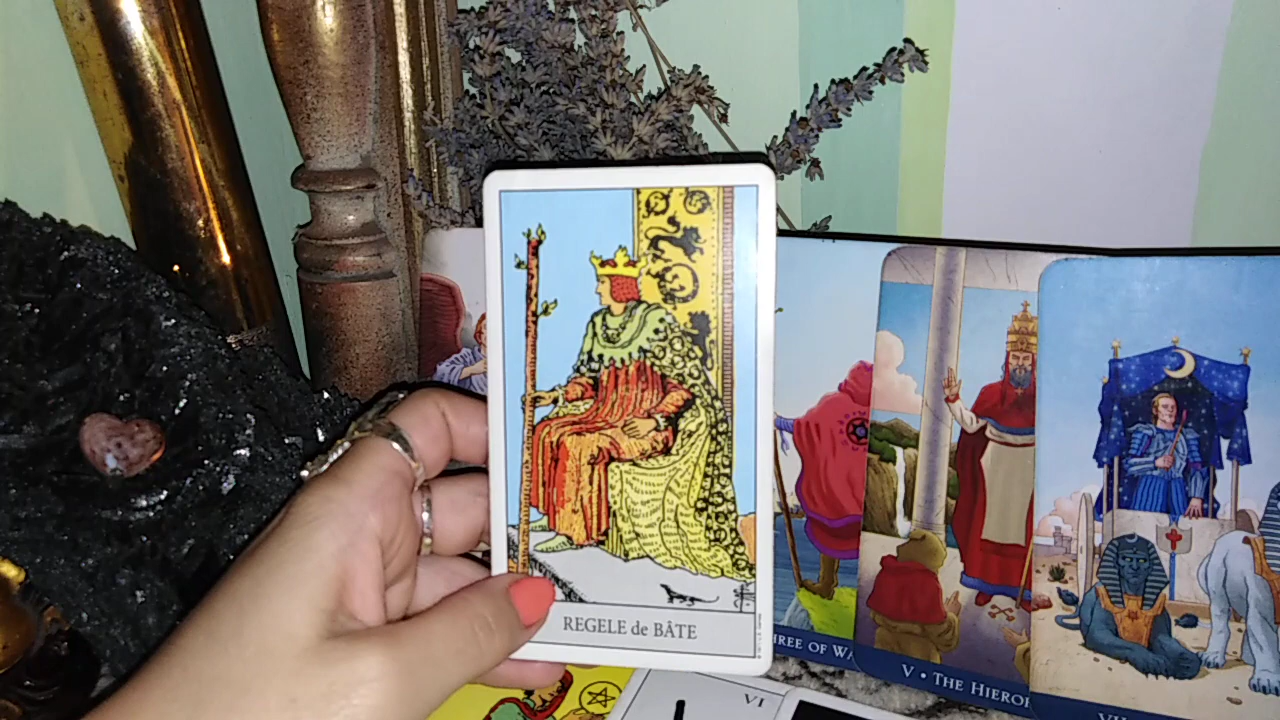 REGELE de BÂTE
HREE OF WA
V • THE HIEROP
VI